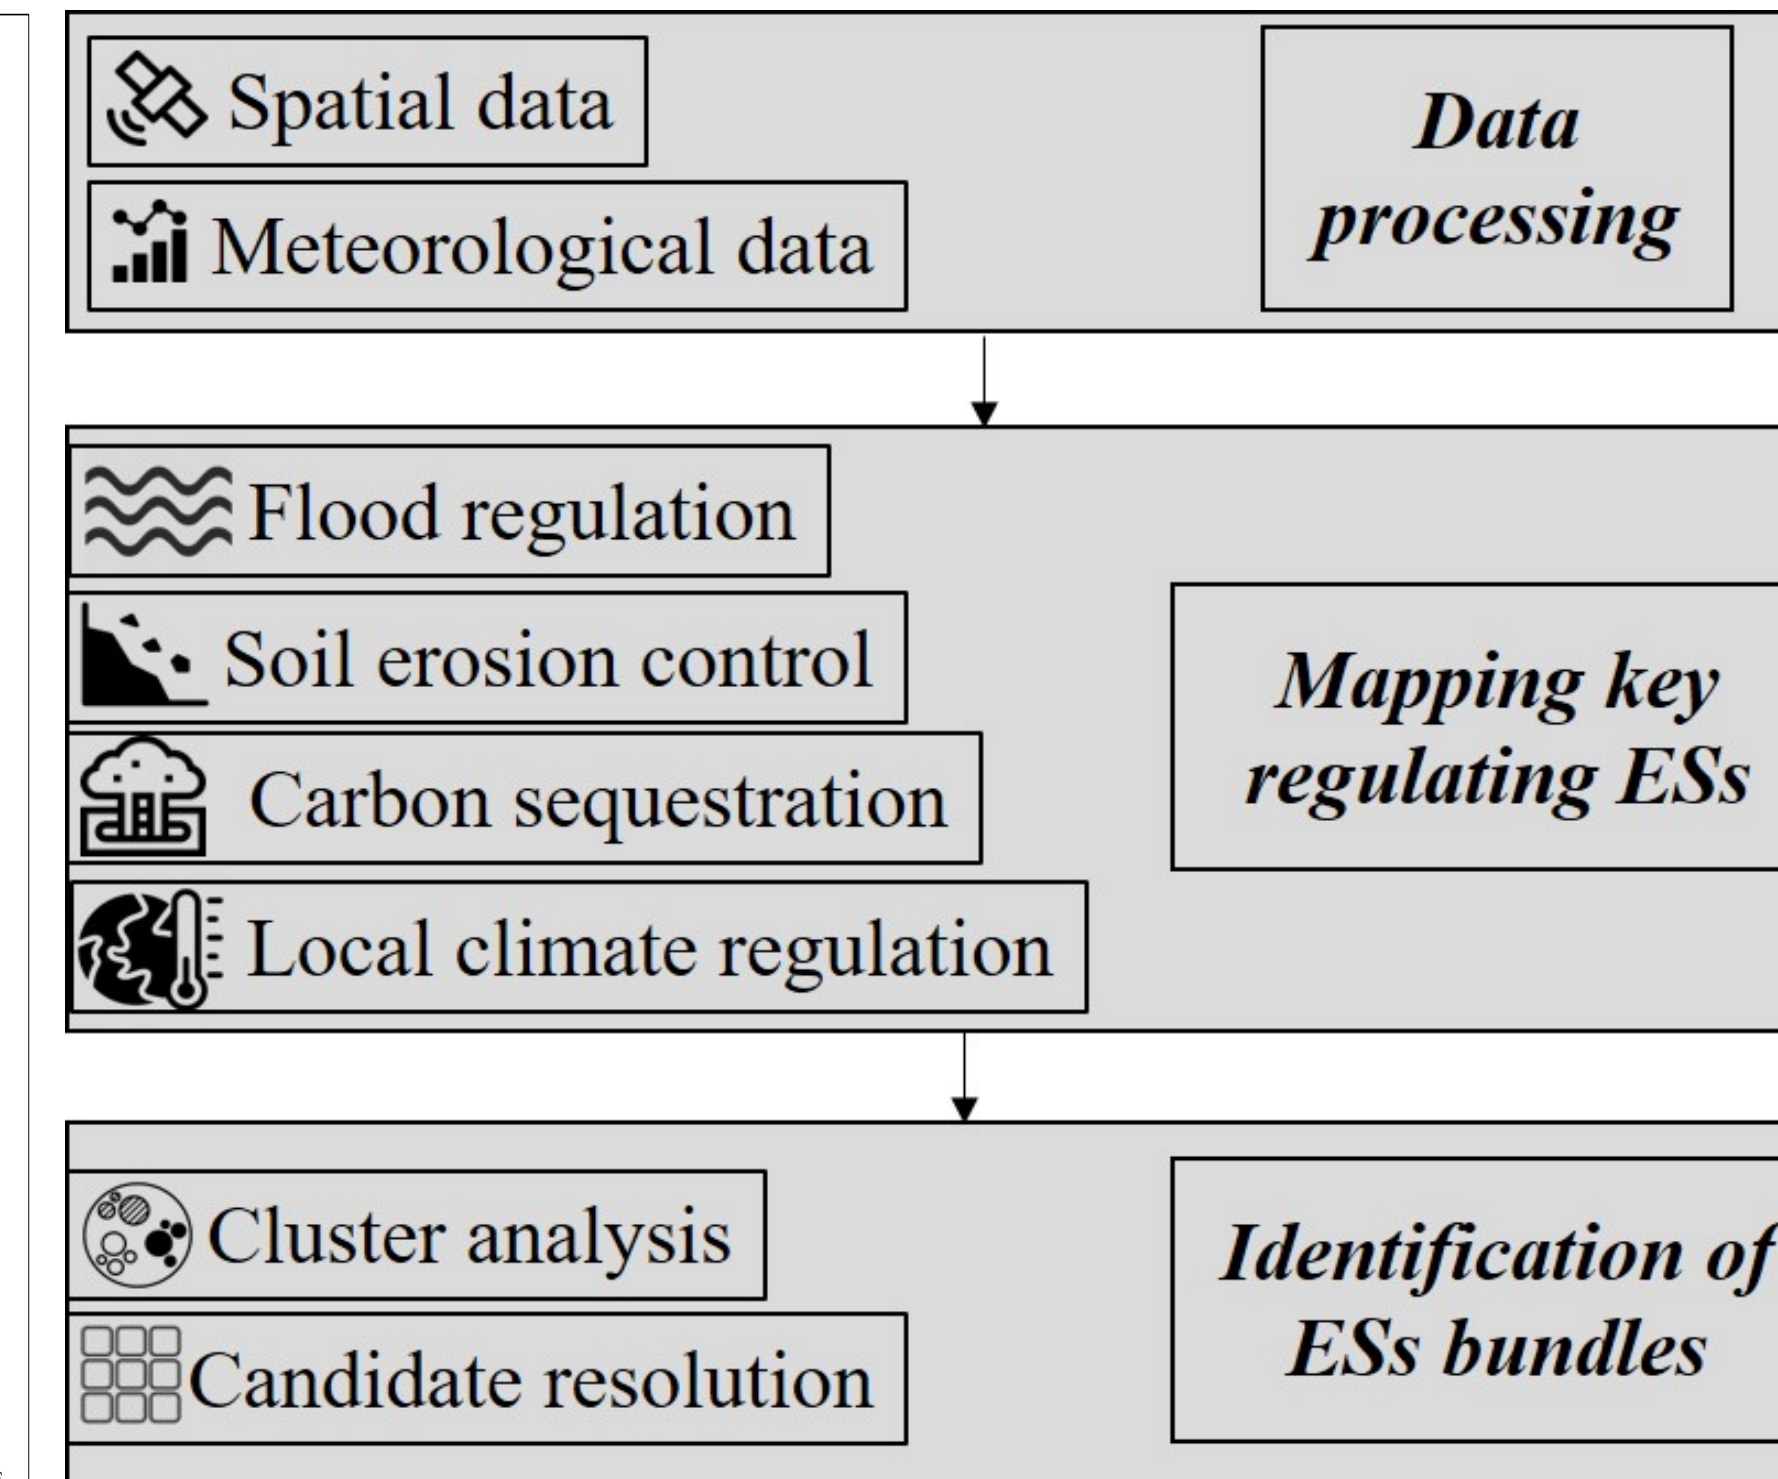 Spatial data
Meteorological data
Data
processing
Flood regulation
Soil erosion control
Carbon sequestration
Local climate regulation
Mapping key
regulating ESs
Cluster analysis
Candidate resolution
Identification of
ESs bundles